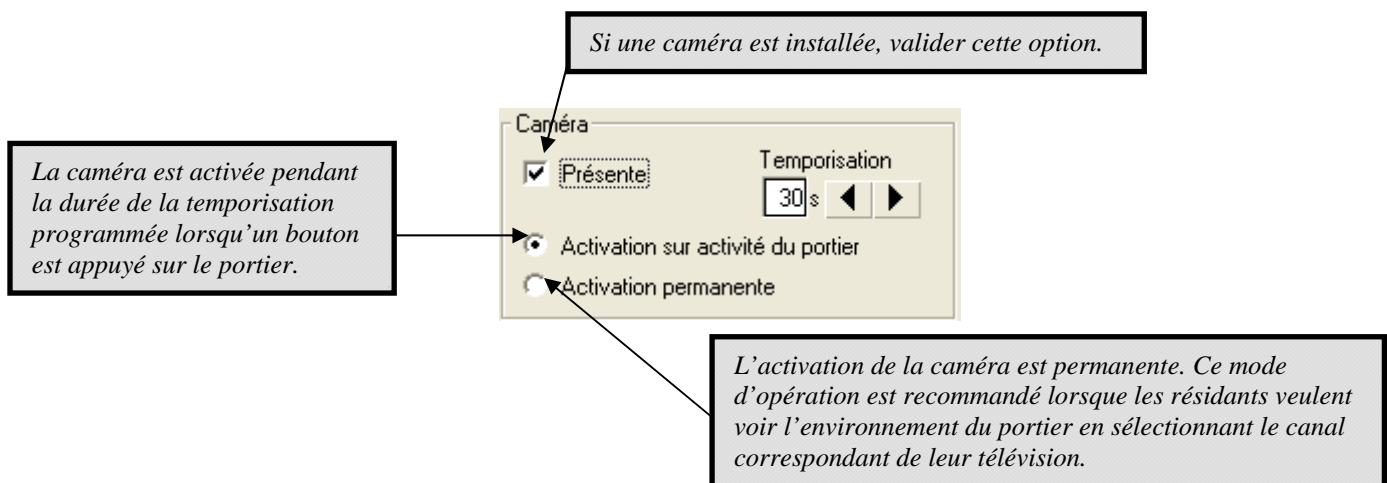 Si une caméra est installée, valider cette option.
Caméra
Présente
Temporisation
30 s
La caméra est activée pendant
la durée de la temporisation
programmée lorsqu’un bouton
est appuyé sur le portier.
Activation sur activité du portier
Activation permanente
L’activation de la caméra est permanente. Ce mode
d’opération est recommandé lorsque les résidants veulent
voir l’environnement du portier en sélectionnant le canal
correspondant de leur télévision.